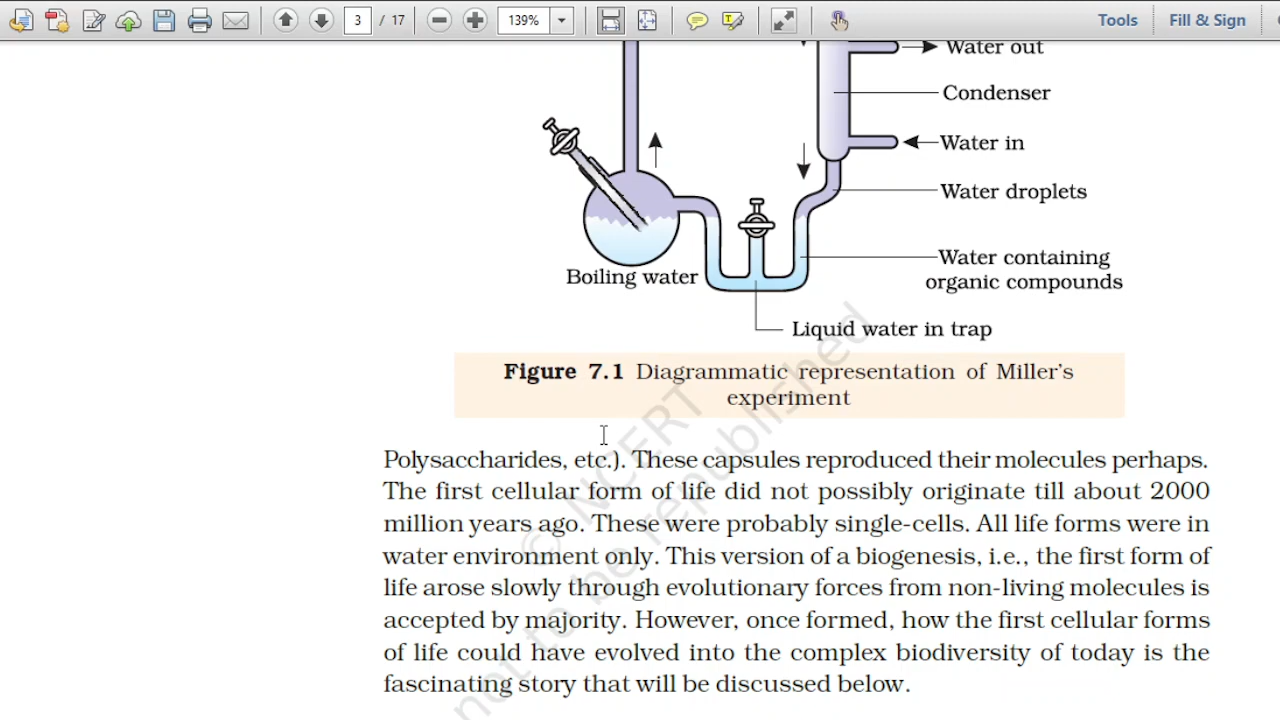 3 / 17
139%
Tools
Fill & Sign
Water out
Condenser
Water in
Water droplets
Boiling water
Water containing
organic compounds
Liquid water in trap
Figure 7.1 Diagrammatic representation of Miller's
experiment
Polysaccharides, etc.). These capsules reproduced their molecules perhaps.
The first cellular form of life did not possibly originate till about 2000
million years ago. These were probably single-cells. All life forms were in
water environment only. This version of a biogenesis, i.e., the first form of
life arose slowly through evolutionary forces from non-living molecules is
accepted by majority. However, once formed, how the first cellular forms
of life could have evolved into the complex biodiversity of today is the
fascinating story that will be discussed below.
© NCERT
not to be republished